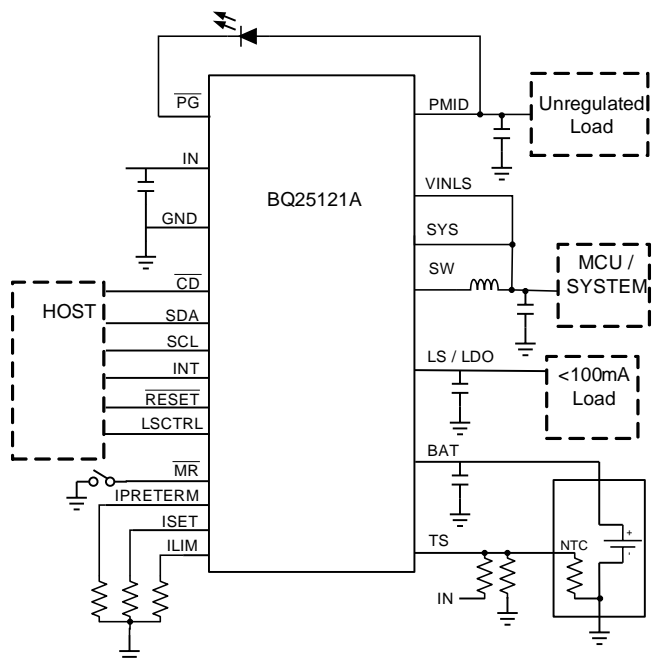 PG
PMID
Unregulated
Load
IN
VINLS
BQ25121A
GND
SYS
SW
MCU /
SYSTEM
HOST
CD
SDA
SCL
INT
RESET
LSCTRL
LS / LDO
<100mA
Load
MR
BAT
IPRETERM
ISET
ILIM
TS
NTC
+
-
IN